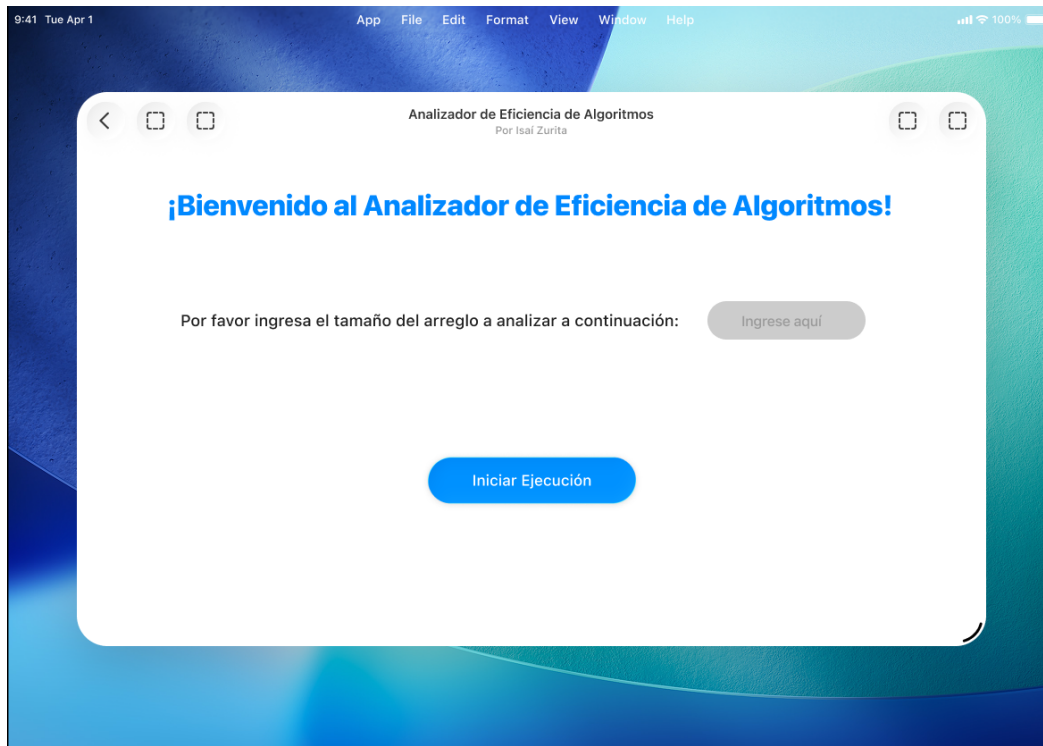 9:41 Tue Apr 1 App File Edit Format View Window Help 100%
Analizador de Eficiencia de Algoritmos
Por Isaí Zurita
¡Bienvenido al Analizador de Eficiencia de Algoritmos!
Por favor ingresa el tamaño del arreglo a analizar a continuación: Ingrese aquí
Iniciar Ejecución